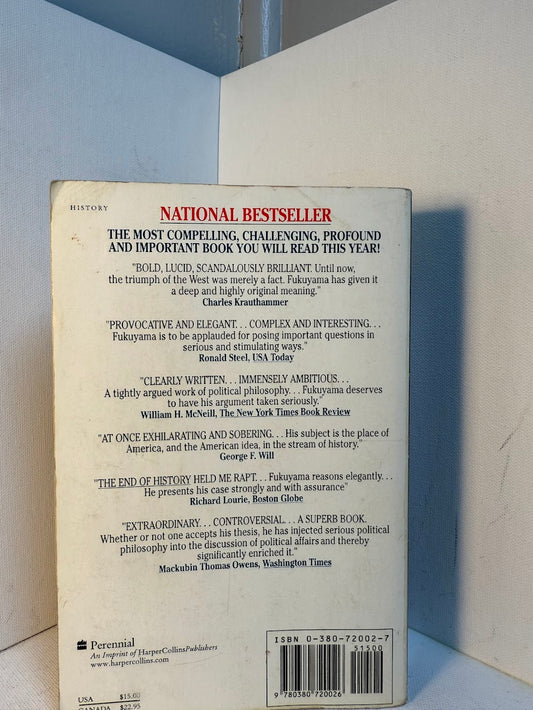 HISTORY
NATIONAL BESTSELLER
THE MOST COMPELLING, CHALLENGING, PROFOUND
AND IMPORTANT BOOK YOU WILL READ THIS YEAR!
"BOLD, LUCID, SCANDALOUSLY BRILLIANT. Until now,
the triumph of the West was merely a fact. Fukuyama has given it
a deep and highly original meaning."
Charles Krauthammer
"PROVOCATIVE AND ELEGANT. . . COMPLEX AND INTERESTING. . .
Fukuyama is to be applauded for posing important questions in
serious and stimulating ways."
Ronald Steel, USA Today
"CLEARLY WRITTEN. . . IMMENSELY AMBITIOUS. . .
A tightly argued work of political philosophy. . . Fukuyama deserves
to have his argument taken seriously."
William H. McNeill, The New York Times Book Review
"AT ONCE EXHILARATING AND SOBERING. . . His subject is the place of
America, and the American idea, in the stream of history."
George F. Will
"THE END OF HISTORY HELD ME RAPT. . . Fukuyama reasons elegantly. . .
He presents his case strongly and with assurance"
Richard Lourie, Boston Globe
"EXTRAORDINARY. . . CONTROVERSIAL. . . A SUPERB BOOK.
Whether or not one accepts his thesis, he has injected serious political
philosophy into the discussion of political affairs and thereby
significantly enriched it."
Mackubin Thomas Owens, Washington Times
Perennial
An Imprint of HarperCollinsPublishers
www.harpercollins.com
USA $15.00
CANADA $22.95
ISBN 0-380-72002-7
51500
9 780380 720026